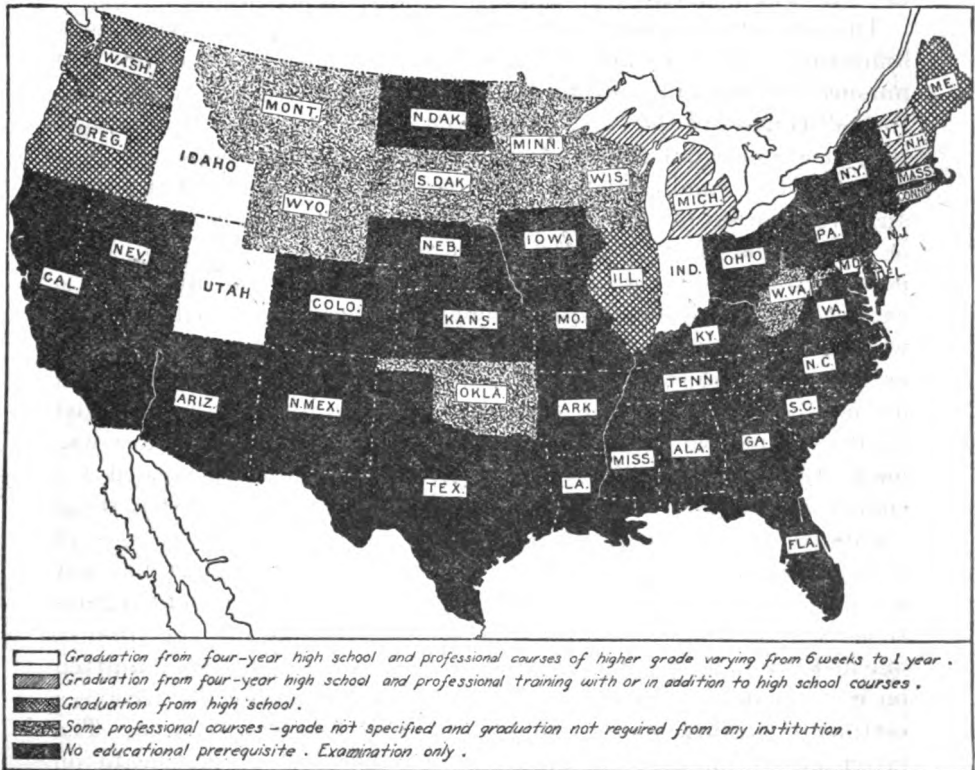 WASH.
MONT.
N.DAK.
MINN.
ME.
OREG.
IDAHO
VT.
N.H.
WYO.
S.DAK.
WIS.
MICH.
N.Y.
MASS.
CONN.
NEV.
NEB.
IOWA
PA.
N.J.
CAL.
UTAH
COLO.
KANS.
MO.
ILL.
IND.
OHIO
W.VA.
MD.
DEL.
VA.
KY.
ARIZ.
N.MEX.
OKLA.
ARK.
TENN.
N.C.
S.C.
TEX.
LA.
MISS.
ALA.
GA.
FLA.
Graduation from four-year high school and professional courses of higher grade varying from 6 weeks to 1 year.
Graduation from four-year high school and professional training with or in addition to high school courses.
Graduation from high school.
Some professional courses - grade not specified and graduation not required from any institution.
No educational prerequisite. Examination only.